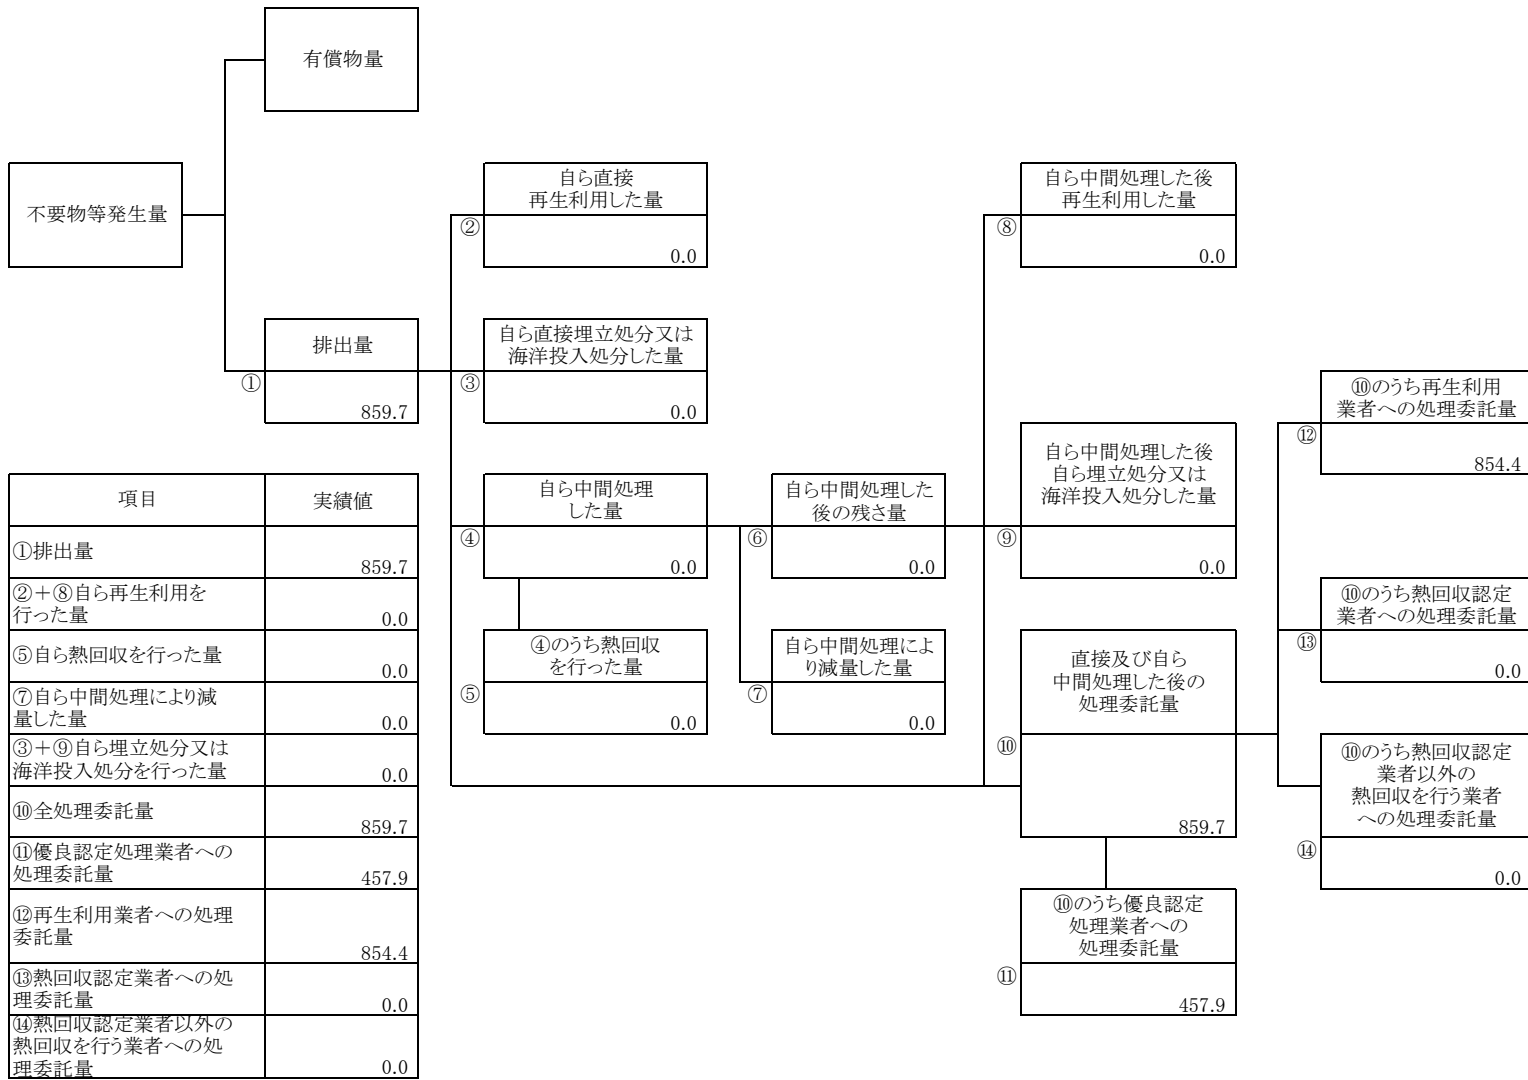 有償物量
不要物等発生量
自ら直接
再生利用した量
②
0.0
自ら中間処理した後
再生利用した量
⑧
0.0
排出量
①
859.7
自ら直接埋立処分又は
海洋投入処分した量
③
0.0
⑩のうち再生利用
業者への処理委託量
⑫
854.4
自ら中間処理
した量
④
0.0
自ら中間処理した
後の残さ量
⑥
0.0
自ら中間処理した後
自ら埋立処分又は
海洋投入処分した量
⑨
0.0
⑩のうち熱回収認定
業者への処理委託量
⑬
0.0
④のうち熱回収
を行った量
⑤
0.0
自ら中間処理によ
り減量した量
⑦
0.0
直接及び自ら
中間処理した後の
処理委託量
⑩
859.7
⑩のうち熱回収認定
業者以外の
熱回収を行う業者
への処理委託量
⑭
0.0
⑩のうち優良認定
処理業者への
処理委託量
⑪
457.9
項目
実績値
①排出量
859.7
②+⑧自ら再生利用を
行った量
0.0
⑤自ら熱回収を行った量
0.0
⑦自ら中間処理により減
量した量
0.0
③+⑨自ら埋立処分又は
海洋投入処分を行った量
0.0
⑩全処理委託量
859.7
⑪優良認定処理業者への
処理委託量
457.9
⑫再生利用業者への処理
委託量
854.4
⑬熱回収認定業者への処
理委託量
0.0
⑭熱回収認定業者以外の
熱回収を行う業者への処
理委託量
0.0